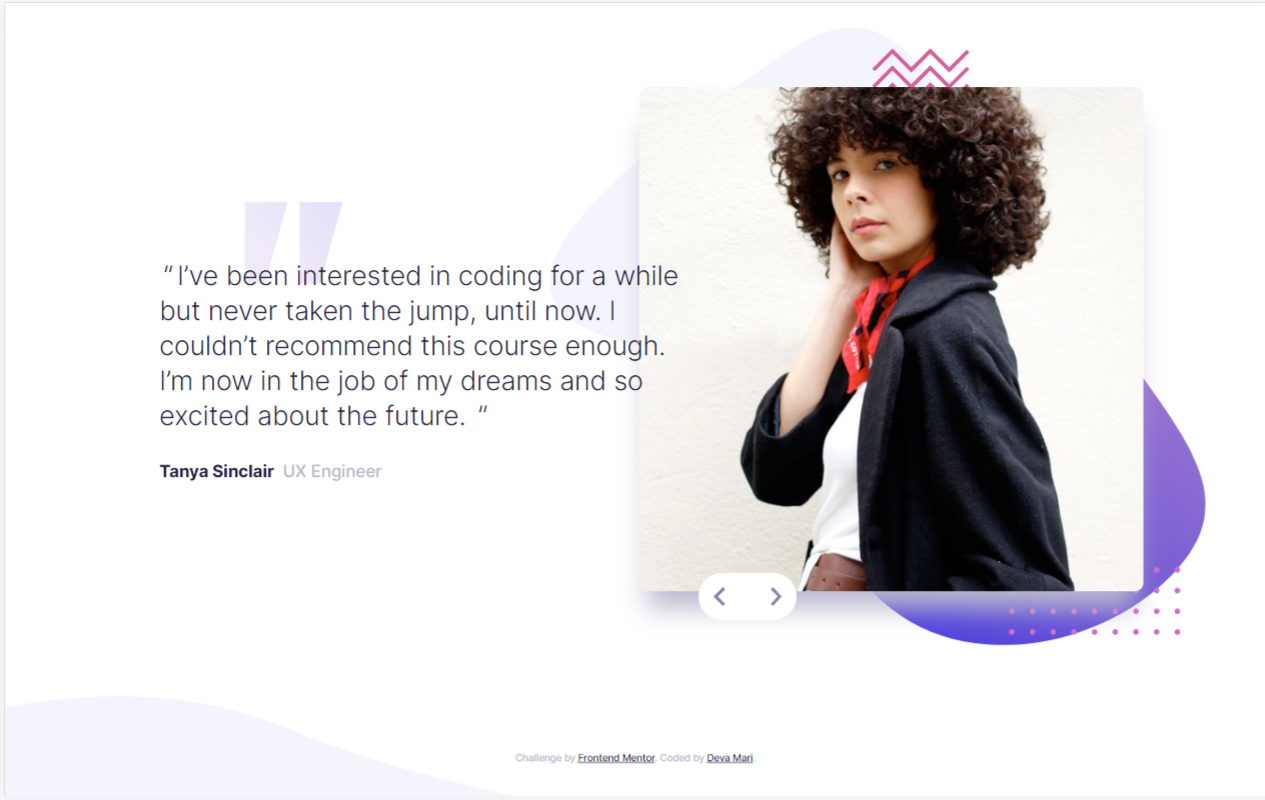 “ I’ve been interested in coding for a while
but never taken the jump, until now. I
couldn’t recommend this course enough.
I’m now in the job of my dreams and so
excited about the future. ”
Tanya Sinclair UX Engineer
Challenge by Frontend Mentor. Coded by Deva Mari.